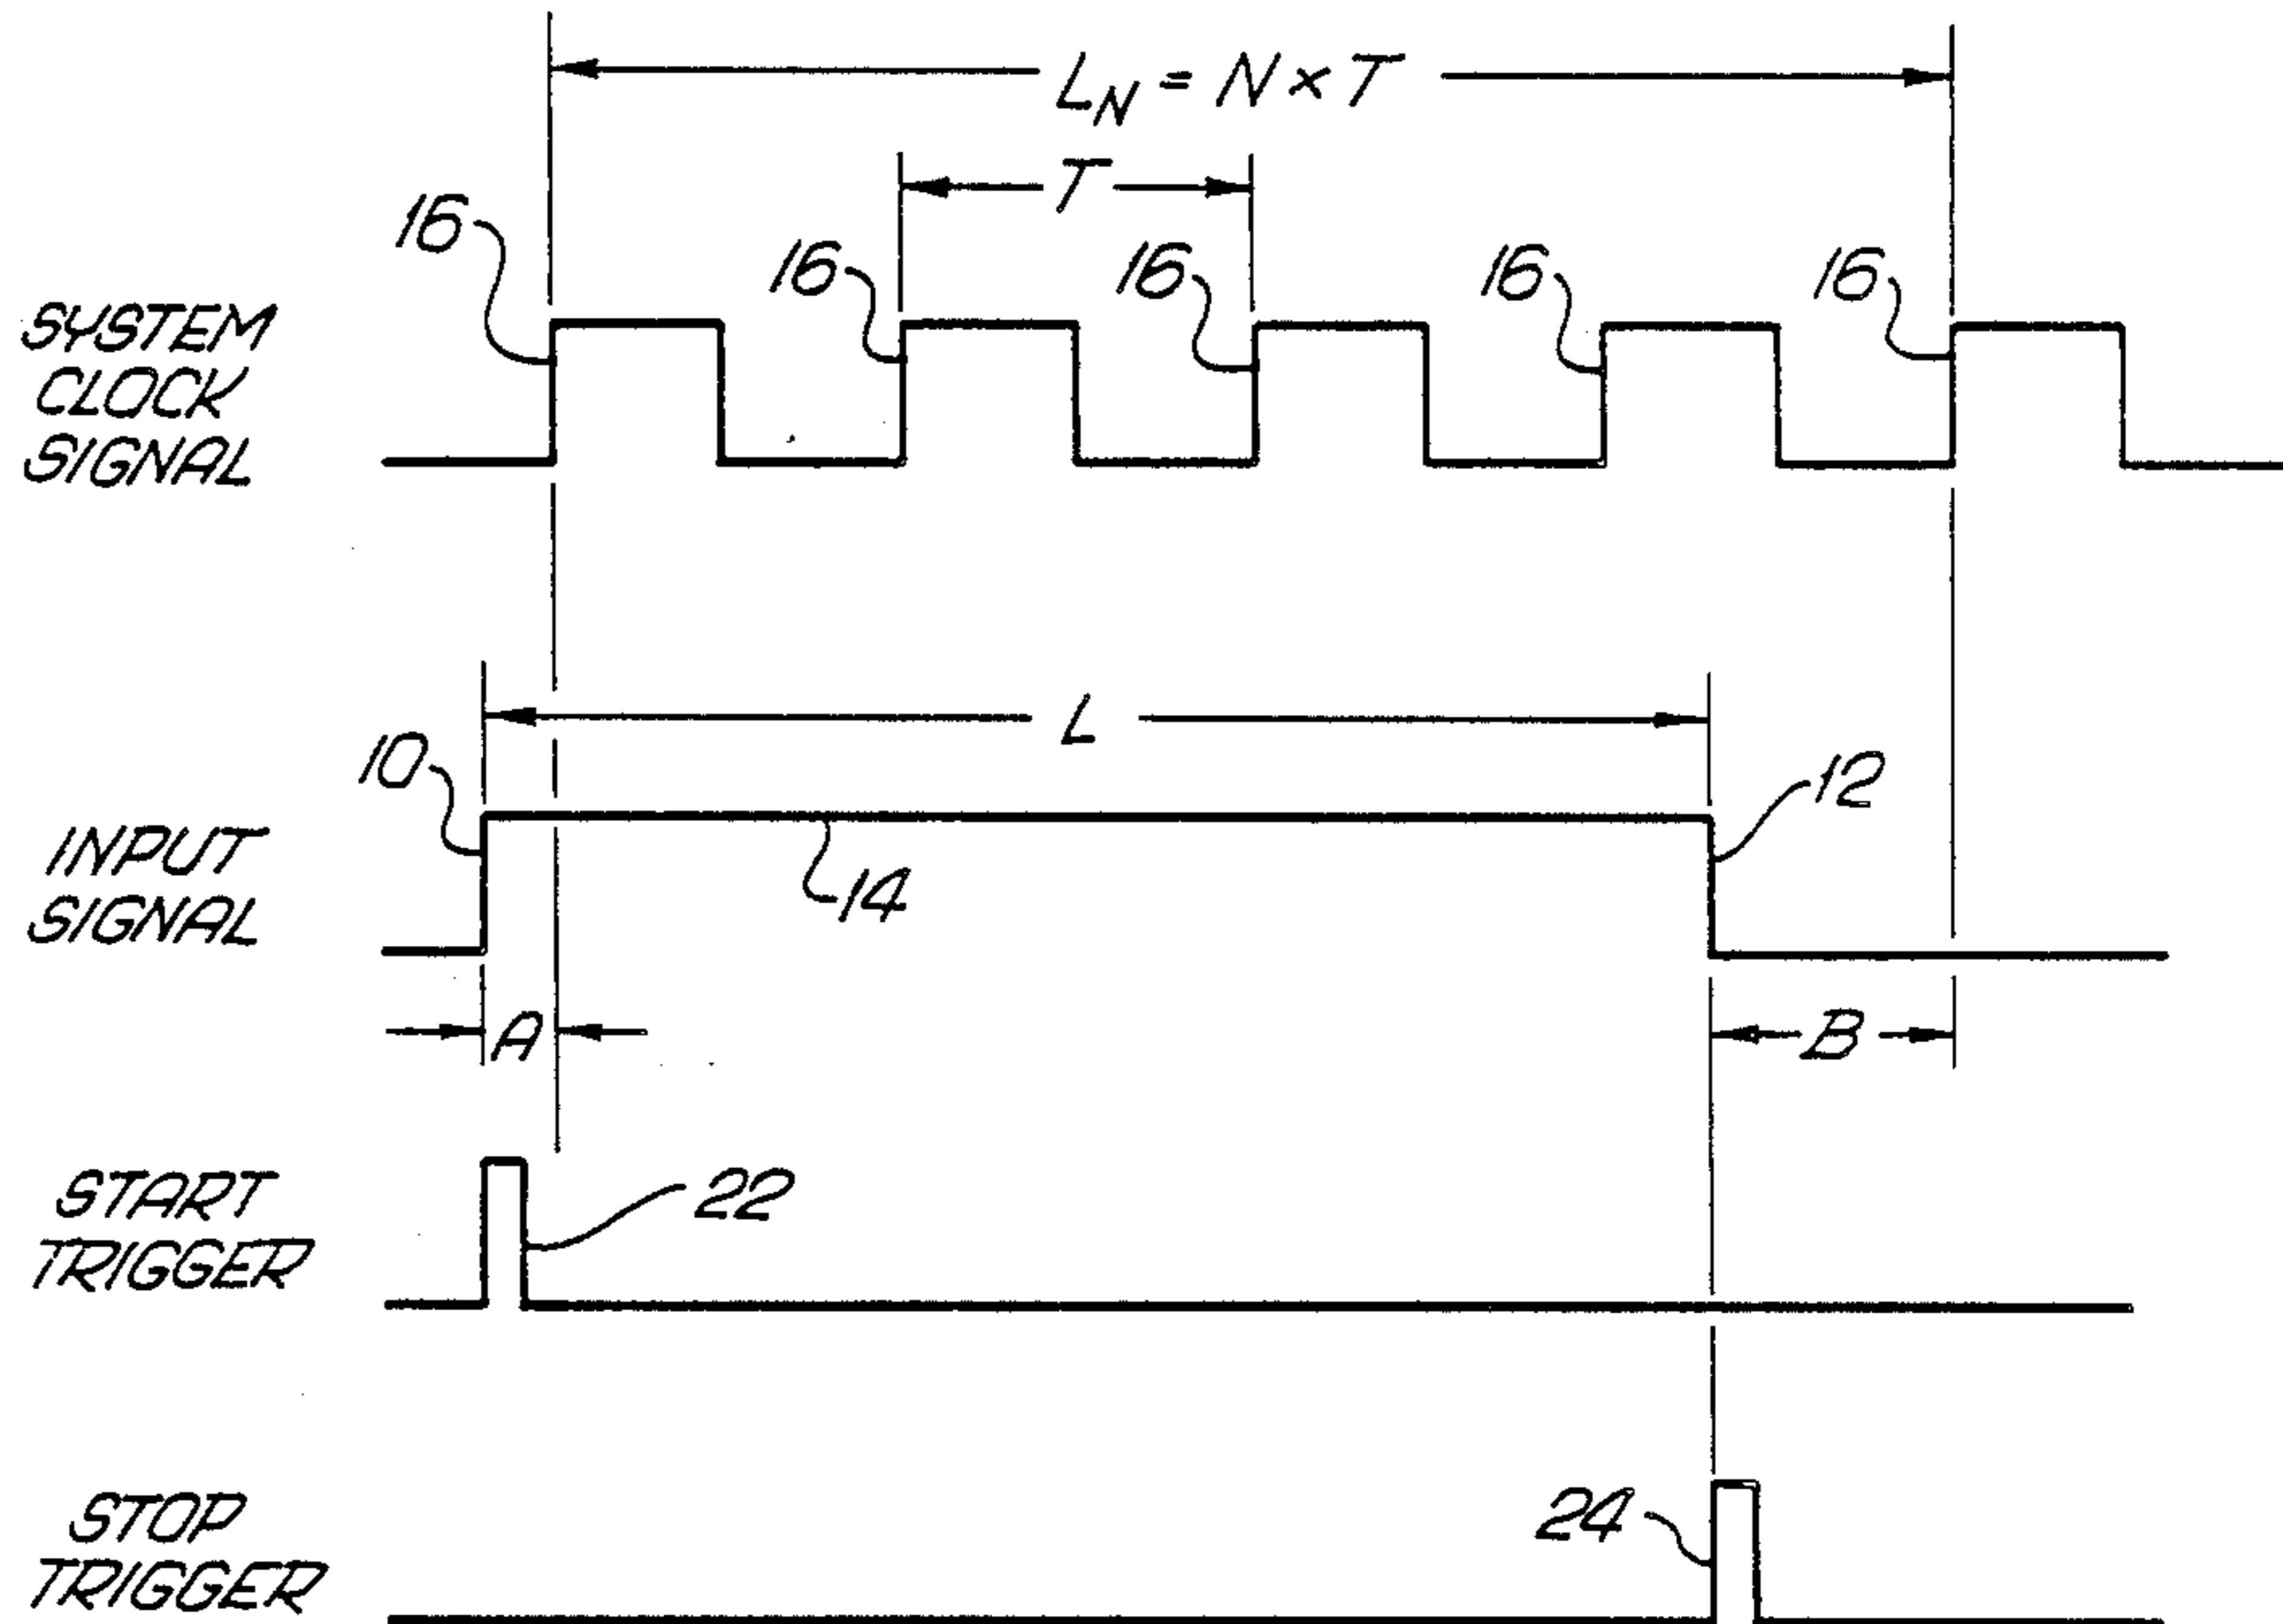 L_N = N × T
T
16
16
16
16
16
SYSTEM
CLOCK
SIGNAL
L
10
12
INPUT
SIGNAL
14
A
B
START
TRIGGER
22
STOP
TRIGGER
24